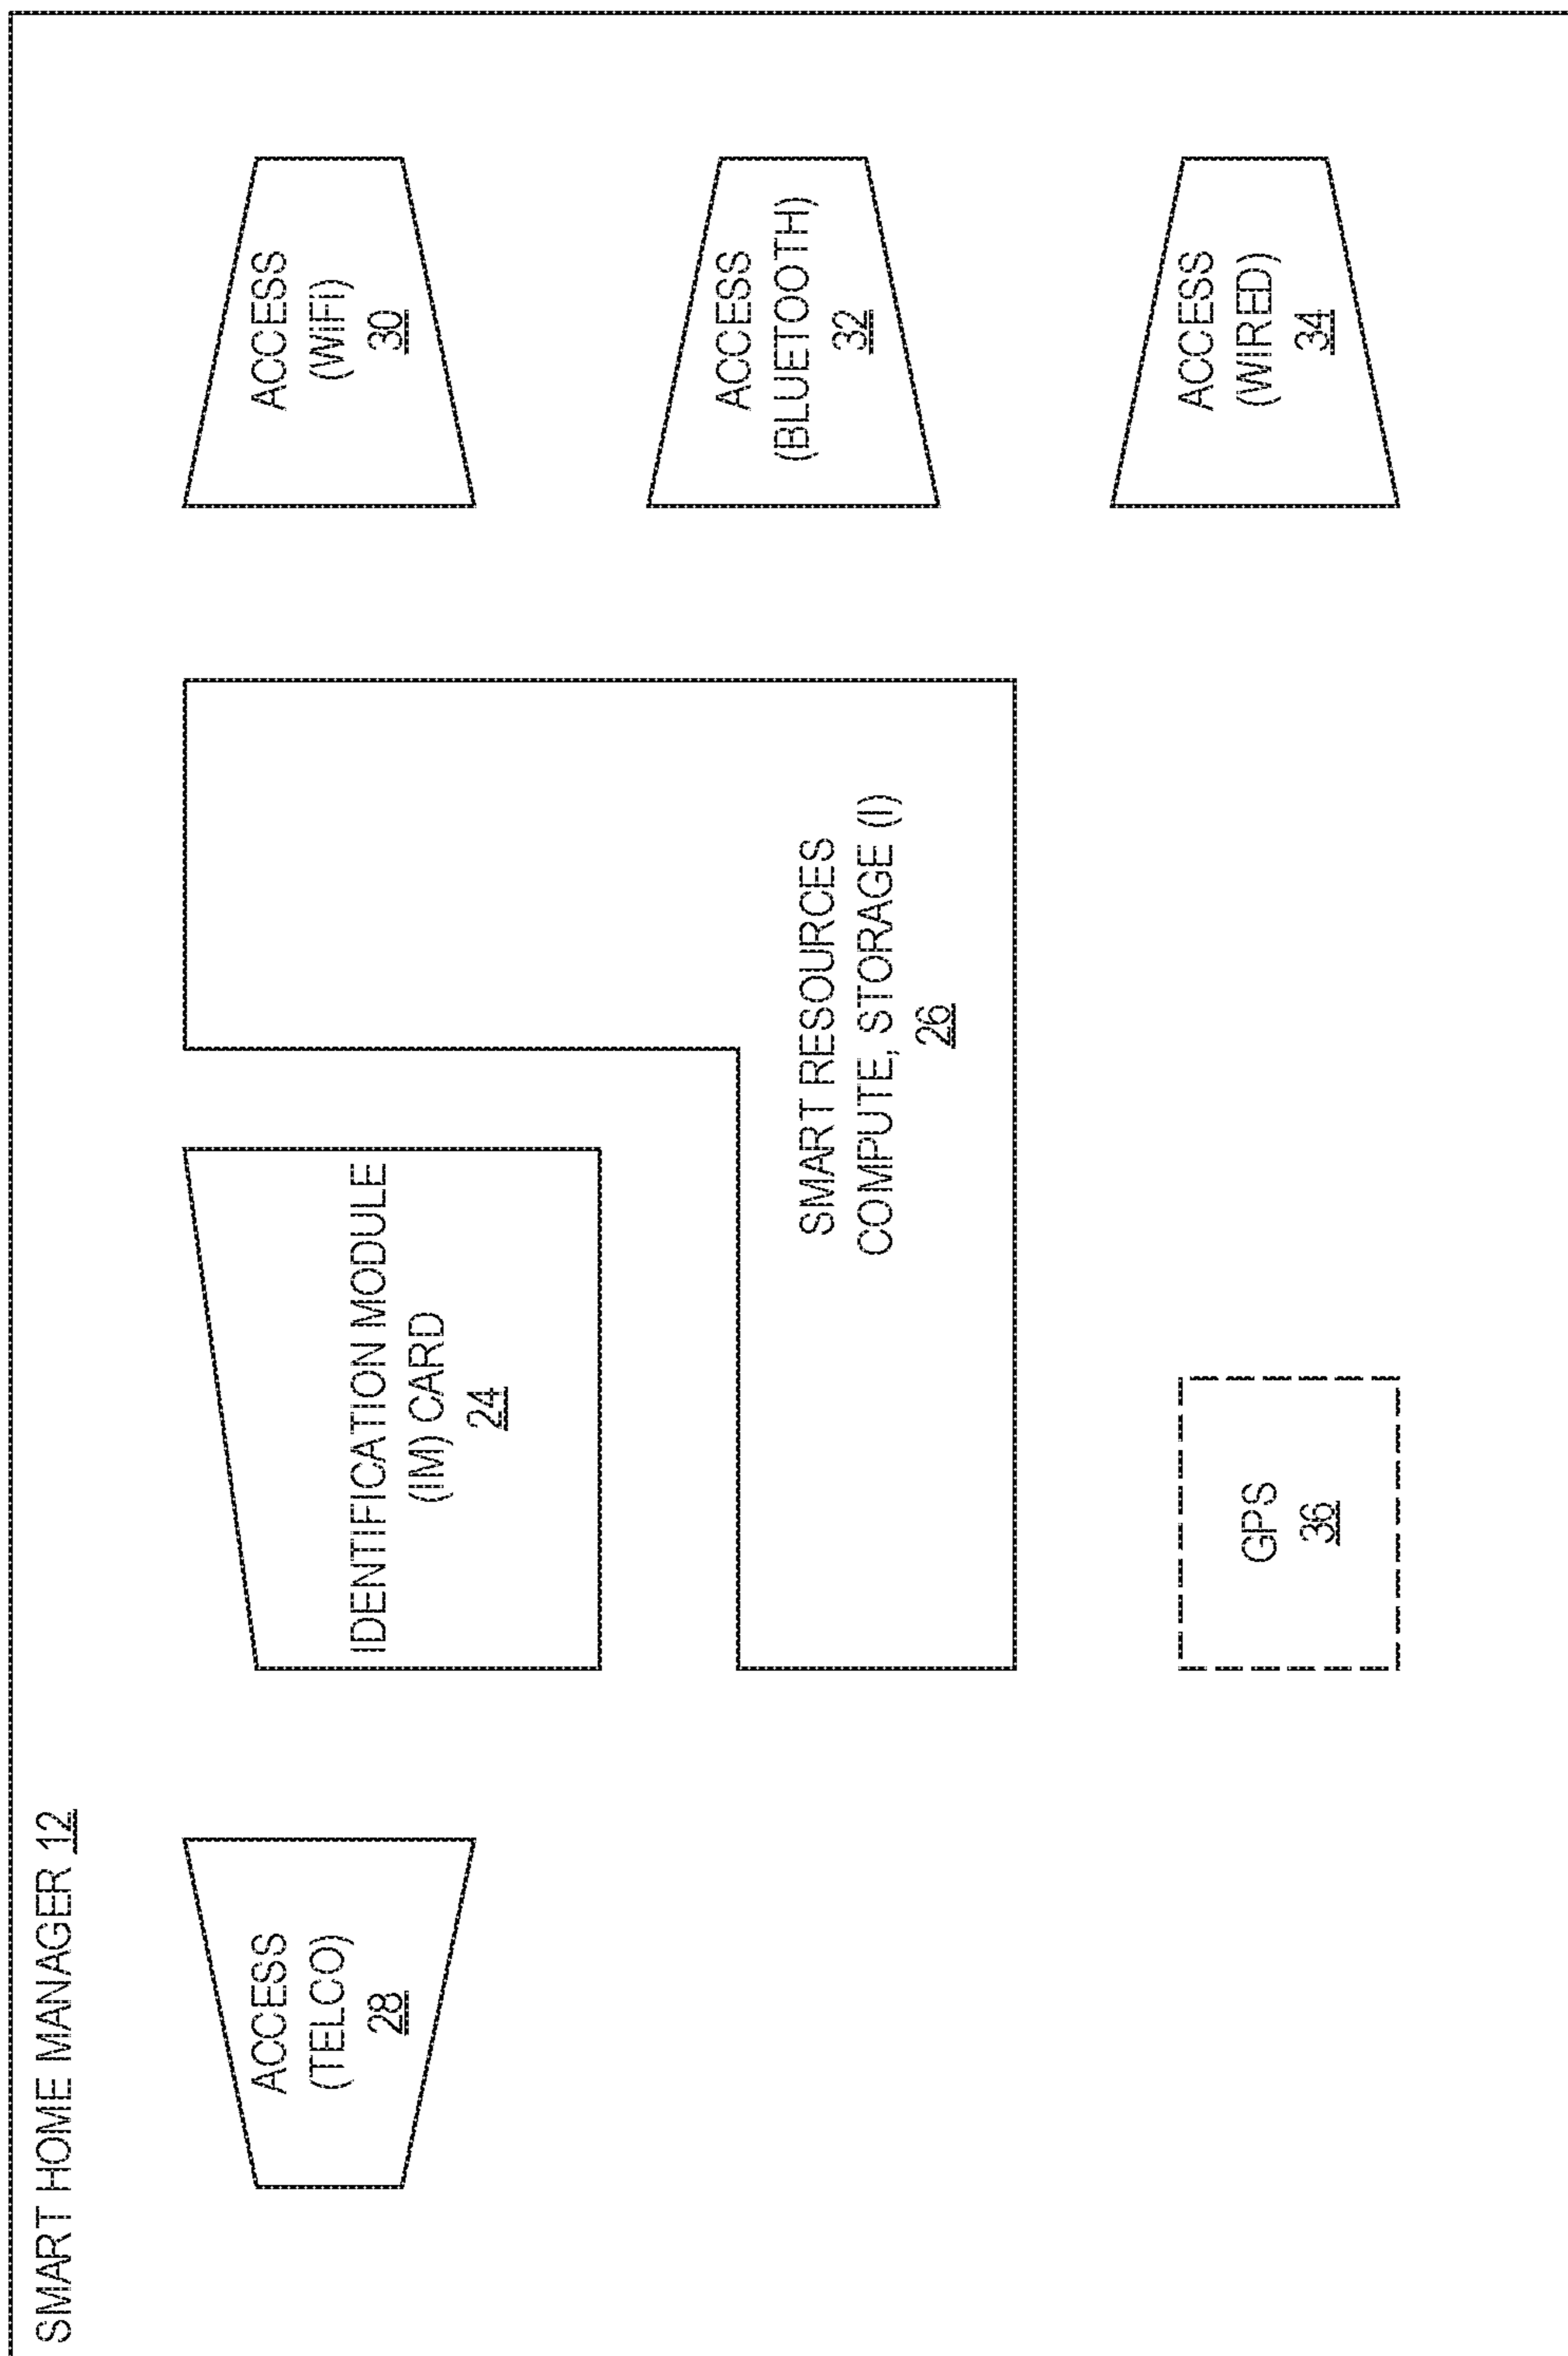 SMART HOME MANAGER 12
ACCESS
(TELCO)
28
IDENTIFICATION MODULE
(IM) CARD
24
SMART RESOURCES
COMPUTE, STORAGE (I)
26
GPS
36
ACCESS
(WiFi)
30
ACCESS
(BLUETOOTH)
32
ACCESS
(WIRED)
34